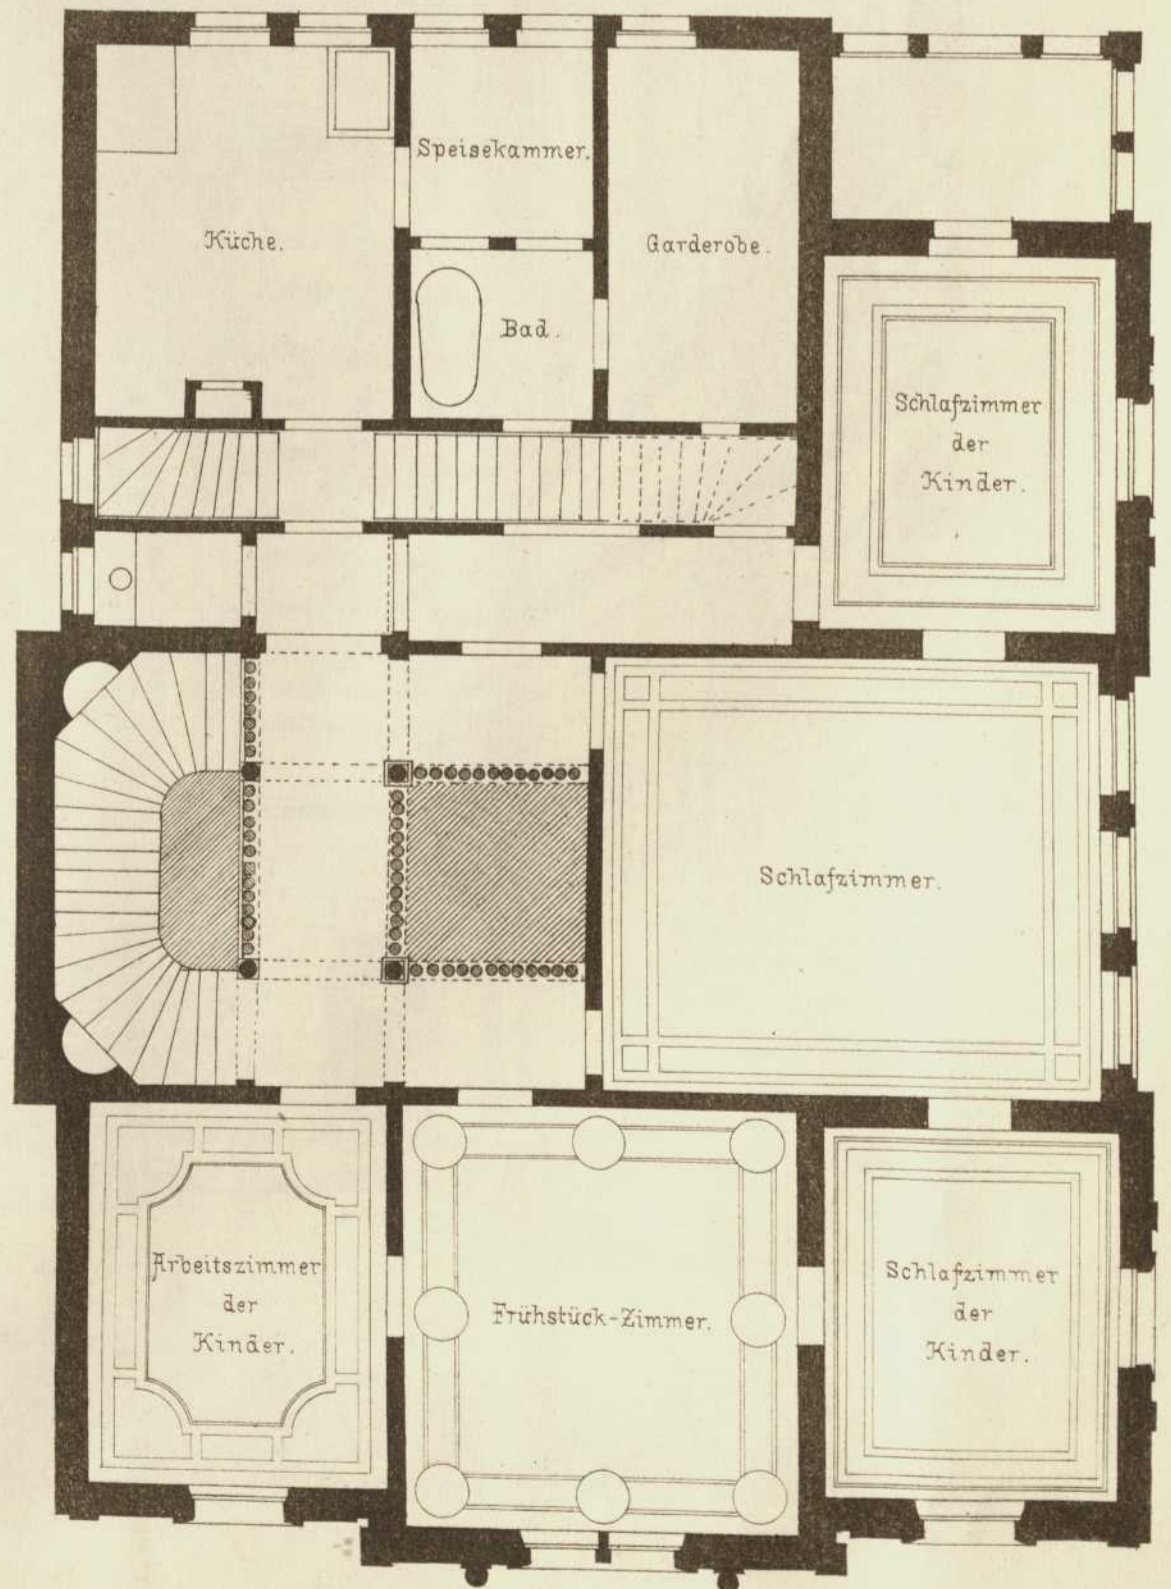 Speisekammer.
Küche.
Garderobe.
Bad.
Schlafzimmer
der
Kinder.
Schlafzimmer.
Arbeitszimmer
der
Kinder.
Frühstück-Zimmer.
Schlafzimmer
der
Kinder.